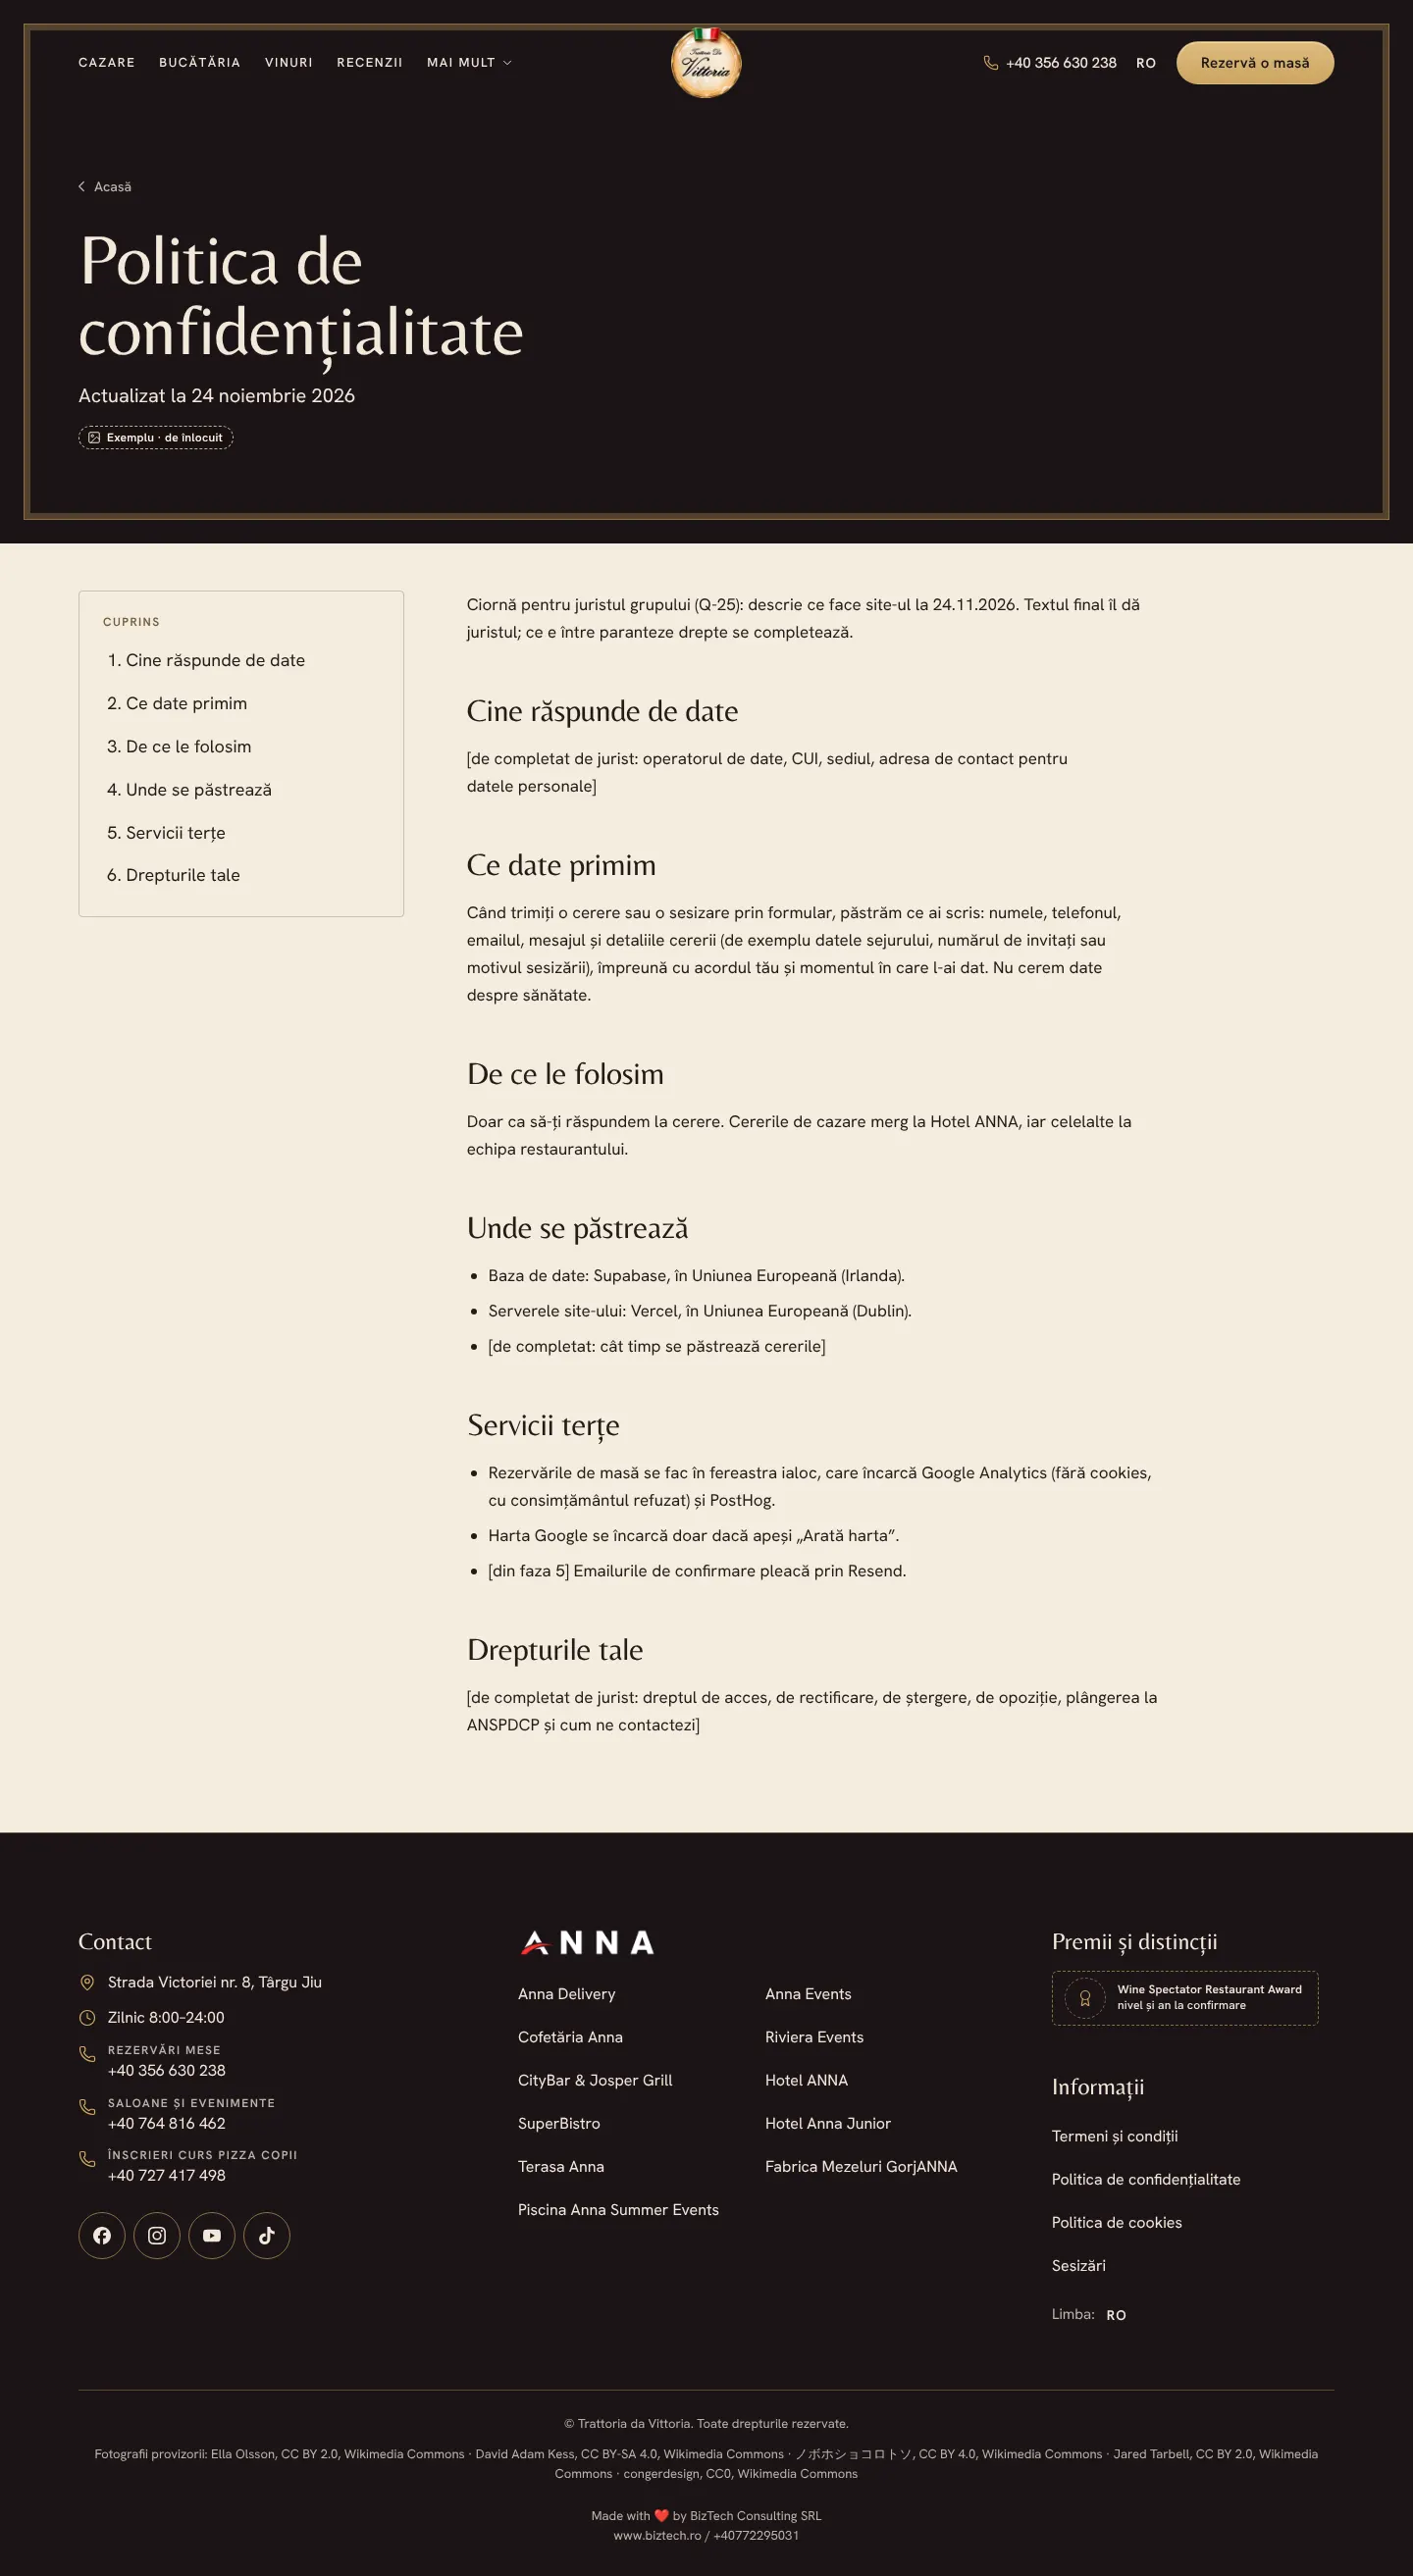 CAZARE BUCĂTĂRIA VINURI RECENZII MAI MULT
Trattoria Da
Vittoria
+40 356 630 238 RO Rezervă o masă
Acasă
Politica de
confidențialitate
Actualizat la 24 noiembrie 2026
Exemplu · de înlocuit
CUPRINS
1. Cine răspunde de date
2. Ce date primim
3. De ce le folosim
4. Unde se păstrează
5. Servicii terțe
6. Drepturile tale
Ciornă pentru juristul grupului (Q-25): descrie ce face site-ul la 24.11.2026. Textul final îl dă
juristul; ce e între paranteze drepte se completează.
Cine răspunde de date
[de completat de jurist: operatorul de date, CUI, sediul, adresa de contact pentru
datele personale]
Ce date primim
Când trimiți o cerere sau o sesizare prin formular, păstrăm ce ai scris: numele, telefonul,
emailul, mesajul și detaliile cererii (de exemplu datele sejurului, numărul de invitați sau
motivul sesizării), împreună cu acordul tău și momentul în care l-ai dat. Nu cerem date
despre sănătate.
De ce le folosim
Doar ca să-ți răspundem la cerere. Cererile de cazare merg la Hotel ANNA, iar celelalte la
echipa restaurantului.
Unde se păstrează
• Baza de date: Supabase, în Uniunea Europeană (Irlanda).
• Serverele site-ului: Vercel, în Uniunea Europeană (Dublin).
• [de completat: cât timp se păstrează cererile]
Servicii terțe
• Rezervările de masă se fac în fereastra ialoc, care încarcă Google Analytics (fără cookies,
cu consimțământul refuzat) și PostHog.
• Harta Google se încarcă doar dacă apeși „Arată harta”.
• [din faza 5] Emailurile de confirmare pleacă prin Resend.
Drepturile tale
[de completat de jurist: dreptul de acces, de rectificare, de ștergere, de opoziție, plângerea la
ANSPDCP și cum ne contactezi]
Contact
Strada Victoriei nr. 8, Târgu Jiu
Zilnic 8:00–24:00
REZERVĂRI MESE
+40 356 630 238
SALOANE ȘI EVENIMENTE
+40 764 816 462
ÎNSCRIERI CURS PIZZA COPII
+40 727 417 498
ANNA
Anna Delivery
Cofetăria Anna
CityBar & Josper Grill
SuperBistro
Terasa Anna
Piscina Anna Summer Events
Anna Events
Riviera Events
Hotel ANNA
Hotel Anna Junior
Fabrica Mezeluri GorjANNA
Premii și distincții
Wine Spectator Restaurant Award
nivel și an la confirmare
Informații
Termeni și condiții
Politica de confidențialitate
Politica de cookies
Sesizări
Limba: RO
© Trattoria da Vittoria. Toate drepturile rezervate.
Fotografii provizorii: Ella Olsson, CC BY 2.0, Wikimedia Commons · David Adam Kess, CC BY-SA 4.0, Wikimedia Commons · ノボホショコロトソ, CC BY 4.0, Wikimedia Commons · Jared Tarbell, CC BY 2.0, Wikimedia
Commons · congerdesign, CC0, Wikimedia Commons
Made with ❤️ by BizTech Consulting SRL
www.biztech.ro / +40772295031